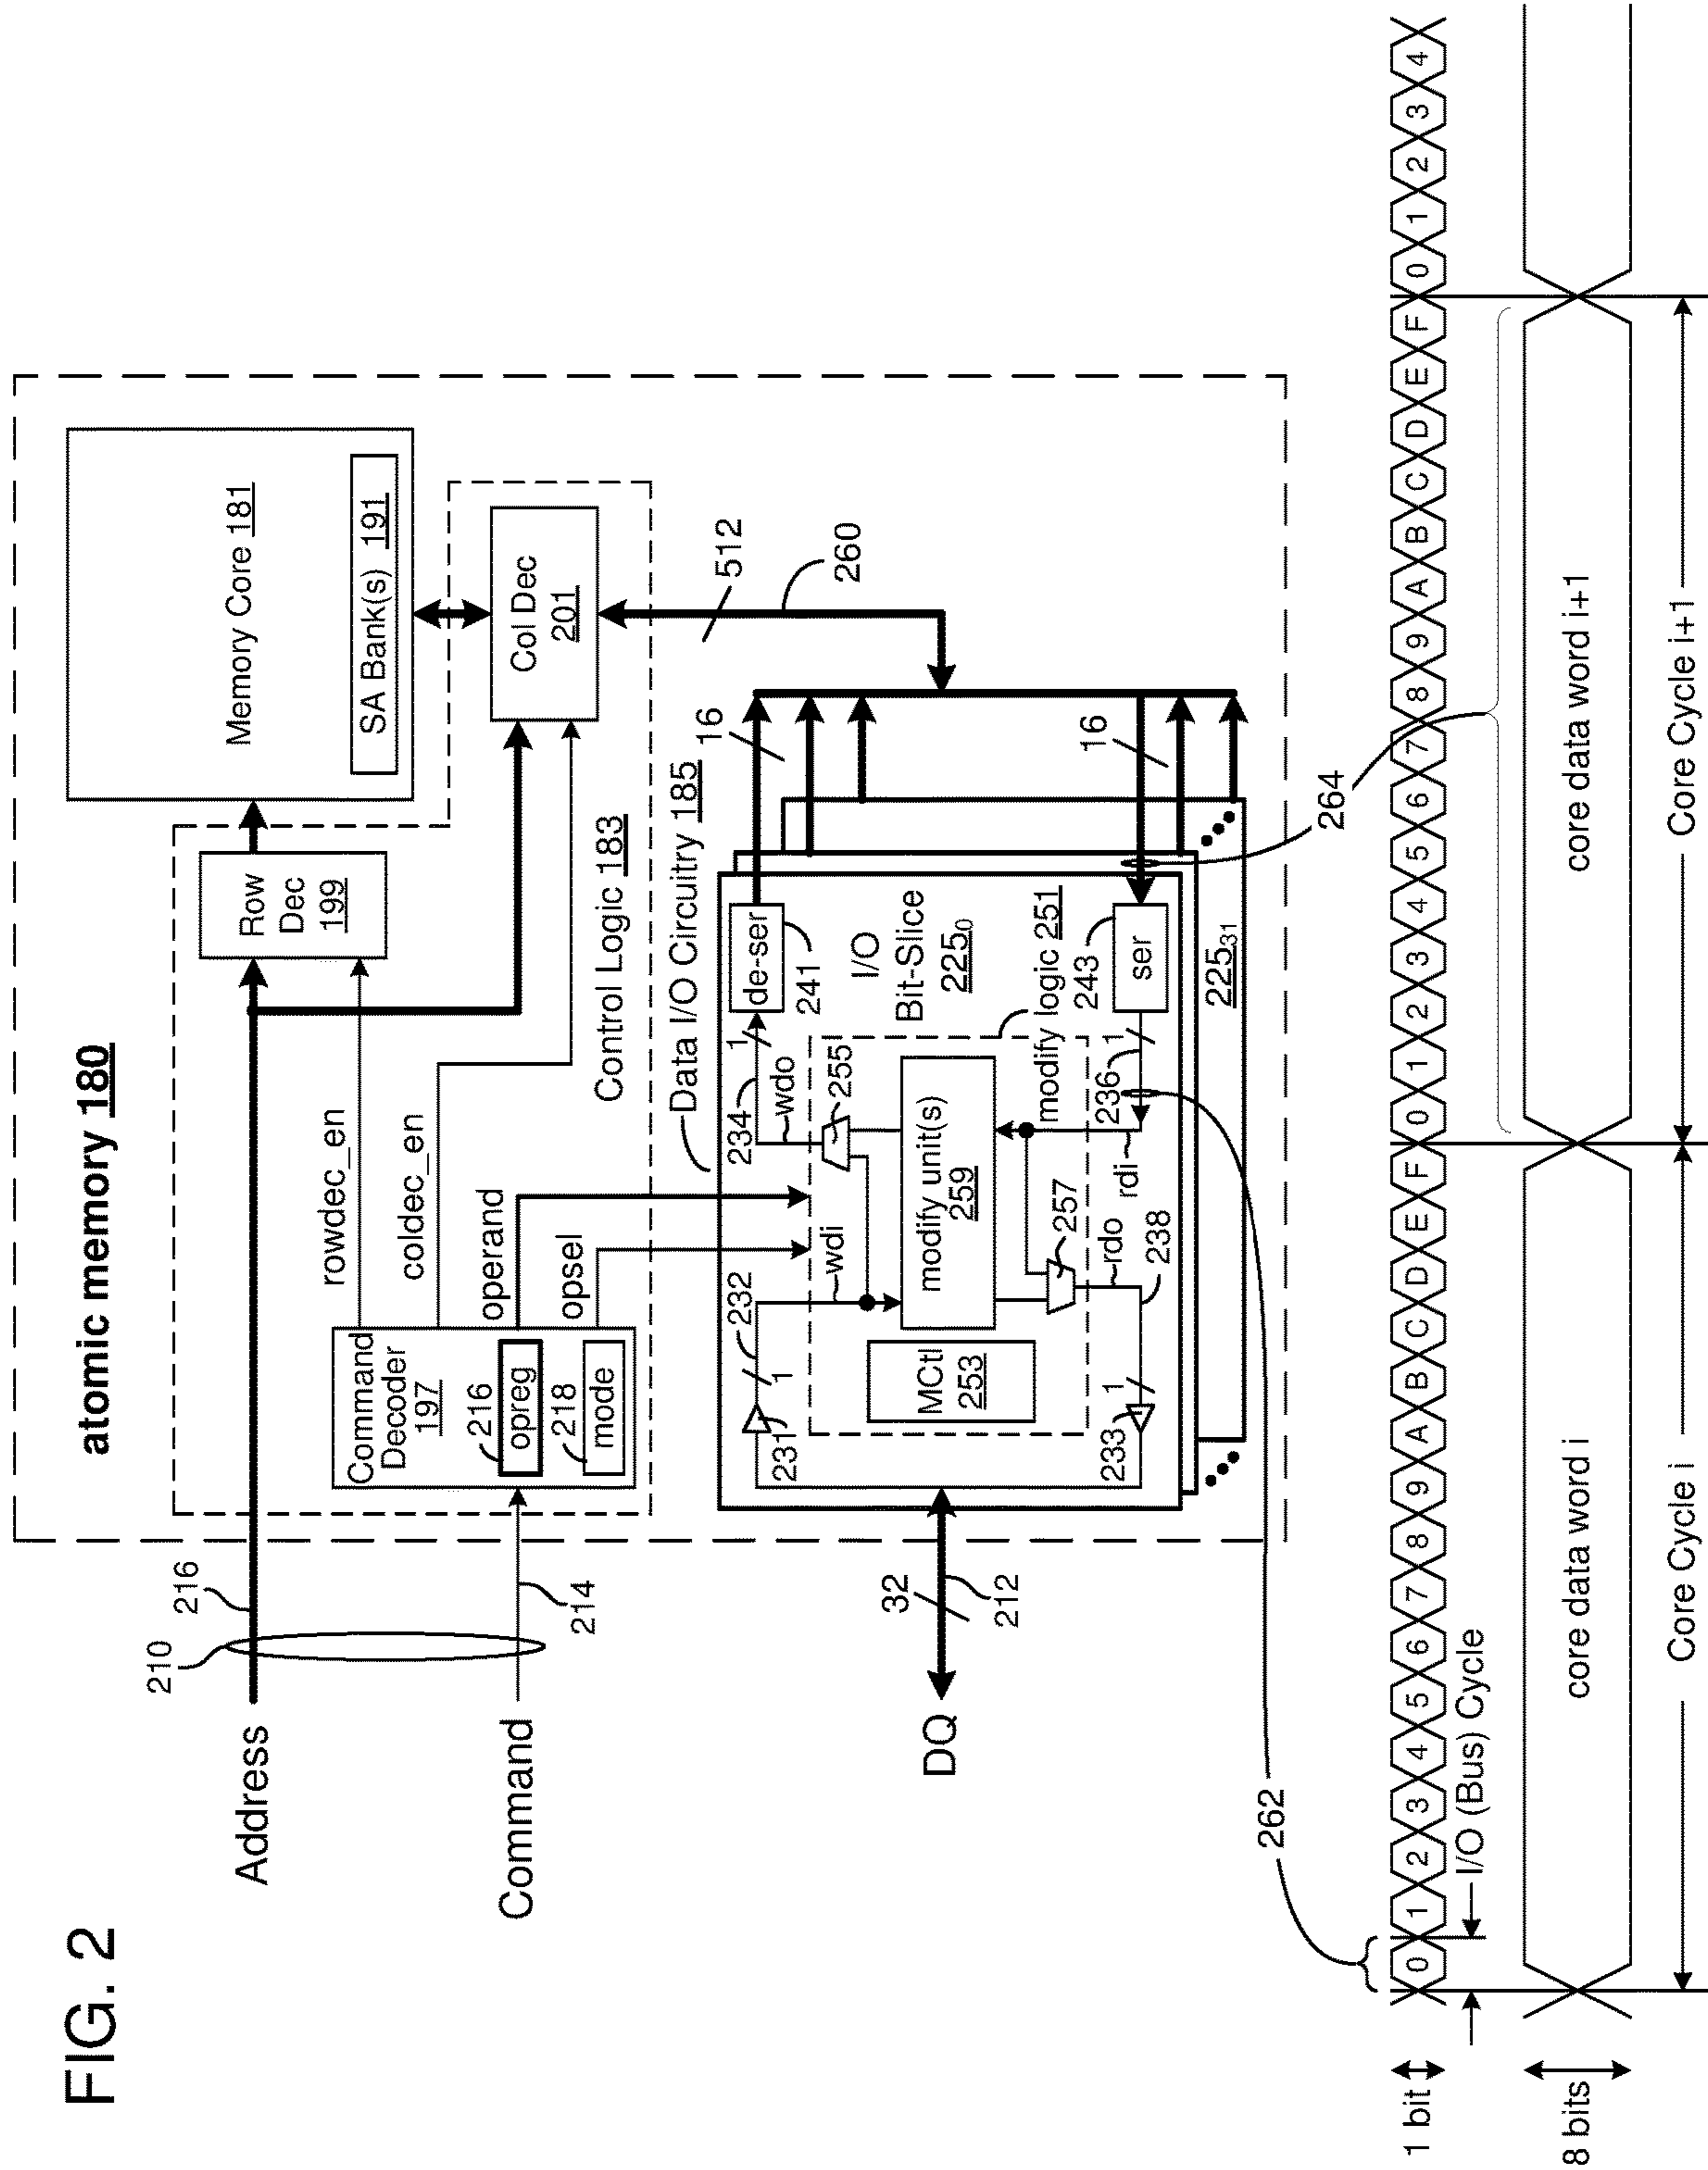 FIG. 2
atomic memory 180
Address
210
216
Command
214
rowdec_en
coldec_en
operand
opsel
Command
Decoder
197
216
opreg
218
mode
Row
Dec
199
Memory Core 181
SA Bank(s) 191
Col Dec
201
Control Logic 183
512
260
Data I/O Circuitry 185
DQ
32
212
231
232
1
wdi
234
wdo
1
255
de-ser
241
16
I/O
Bit-Slice
225₀
modify logic 251
MCtl
253
modify unit(s)
259
257
rdo
rdi
236
1
243
ser
16
233
1
238
225₃₁
262
264
1 bit
0 1 2 3 4 5 6 7 8 9 A B C D E F 0 1 2 3 4 5 6 7 8 9 A B C D E F 0 1 2 3 4
I/O (Bus) Cycle
8 bits
core data word i
core data word i+1
Core Cycle i
Core Cycle i+1